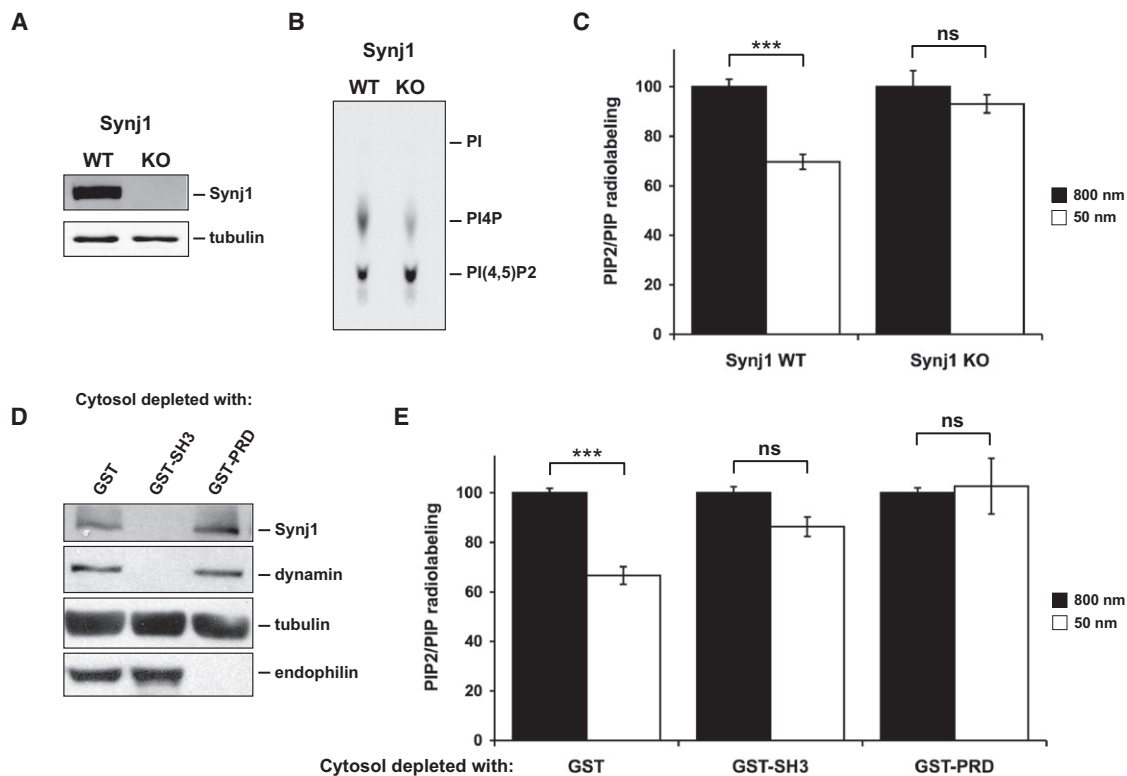 A
Synj1
WT KO
Synj1
tubulin
B
Synj1
WT KO
PI
PI4P
PI(4,5)P2
C
PIP2/PIP radiolabeling
100
80
60
40
20
0
***
ns
Synj1 WT
Synj1 KO
800 nm
50 nm
D
Cytosol depleted with:
GST
GST-SH3
GST-PRD
Synj1
dynamin
tubulin
endophilin
E
PIP2/PIP radiolabeling
100
80
60
40
20
0
***
ns
ns
800 nm
50 nm
Cytosol depleted with: GST GST-SH3 GST-PRD